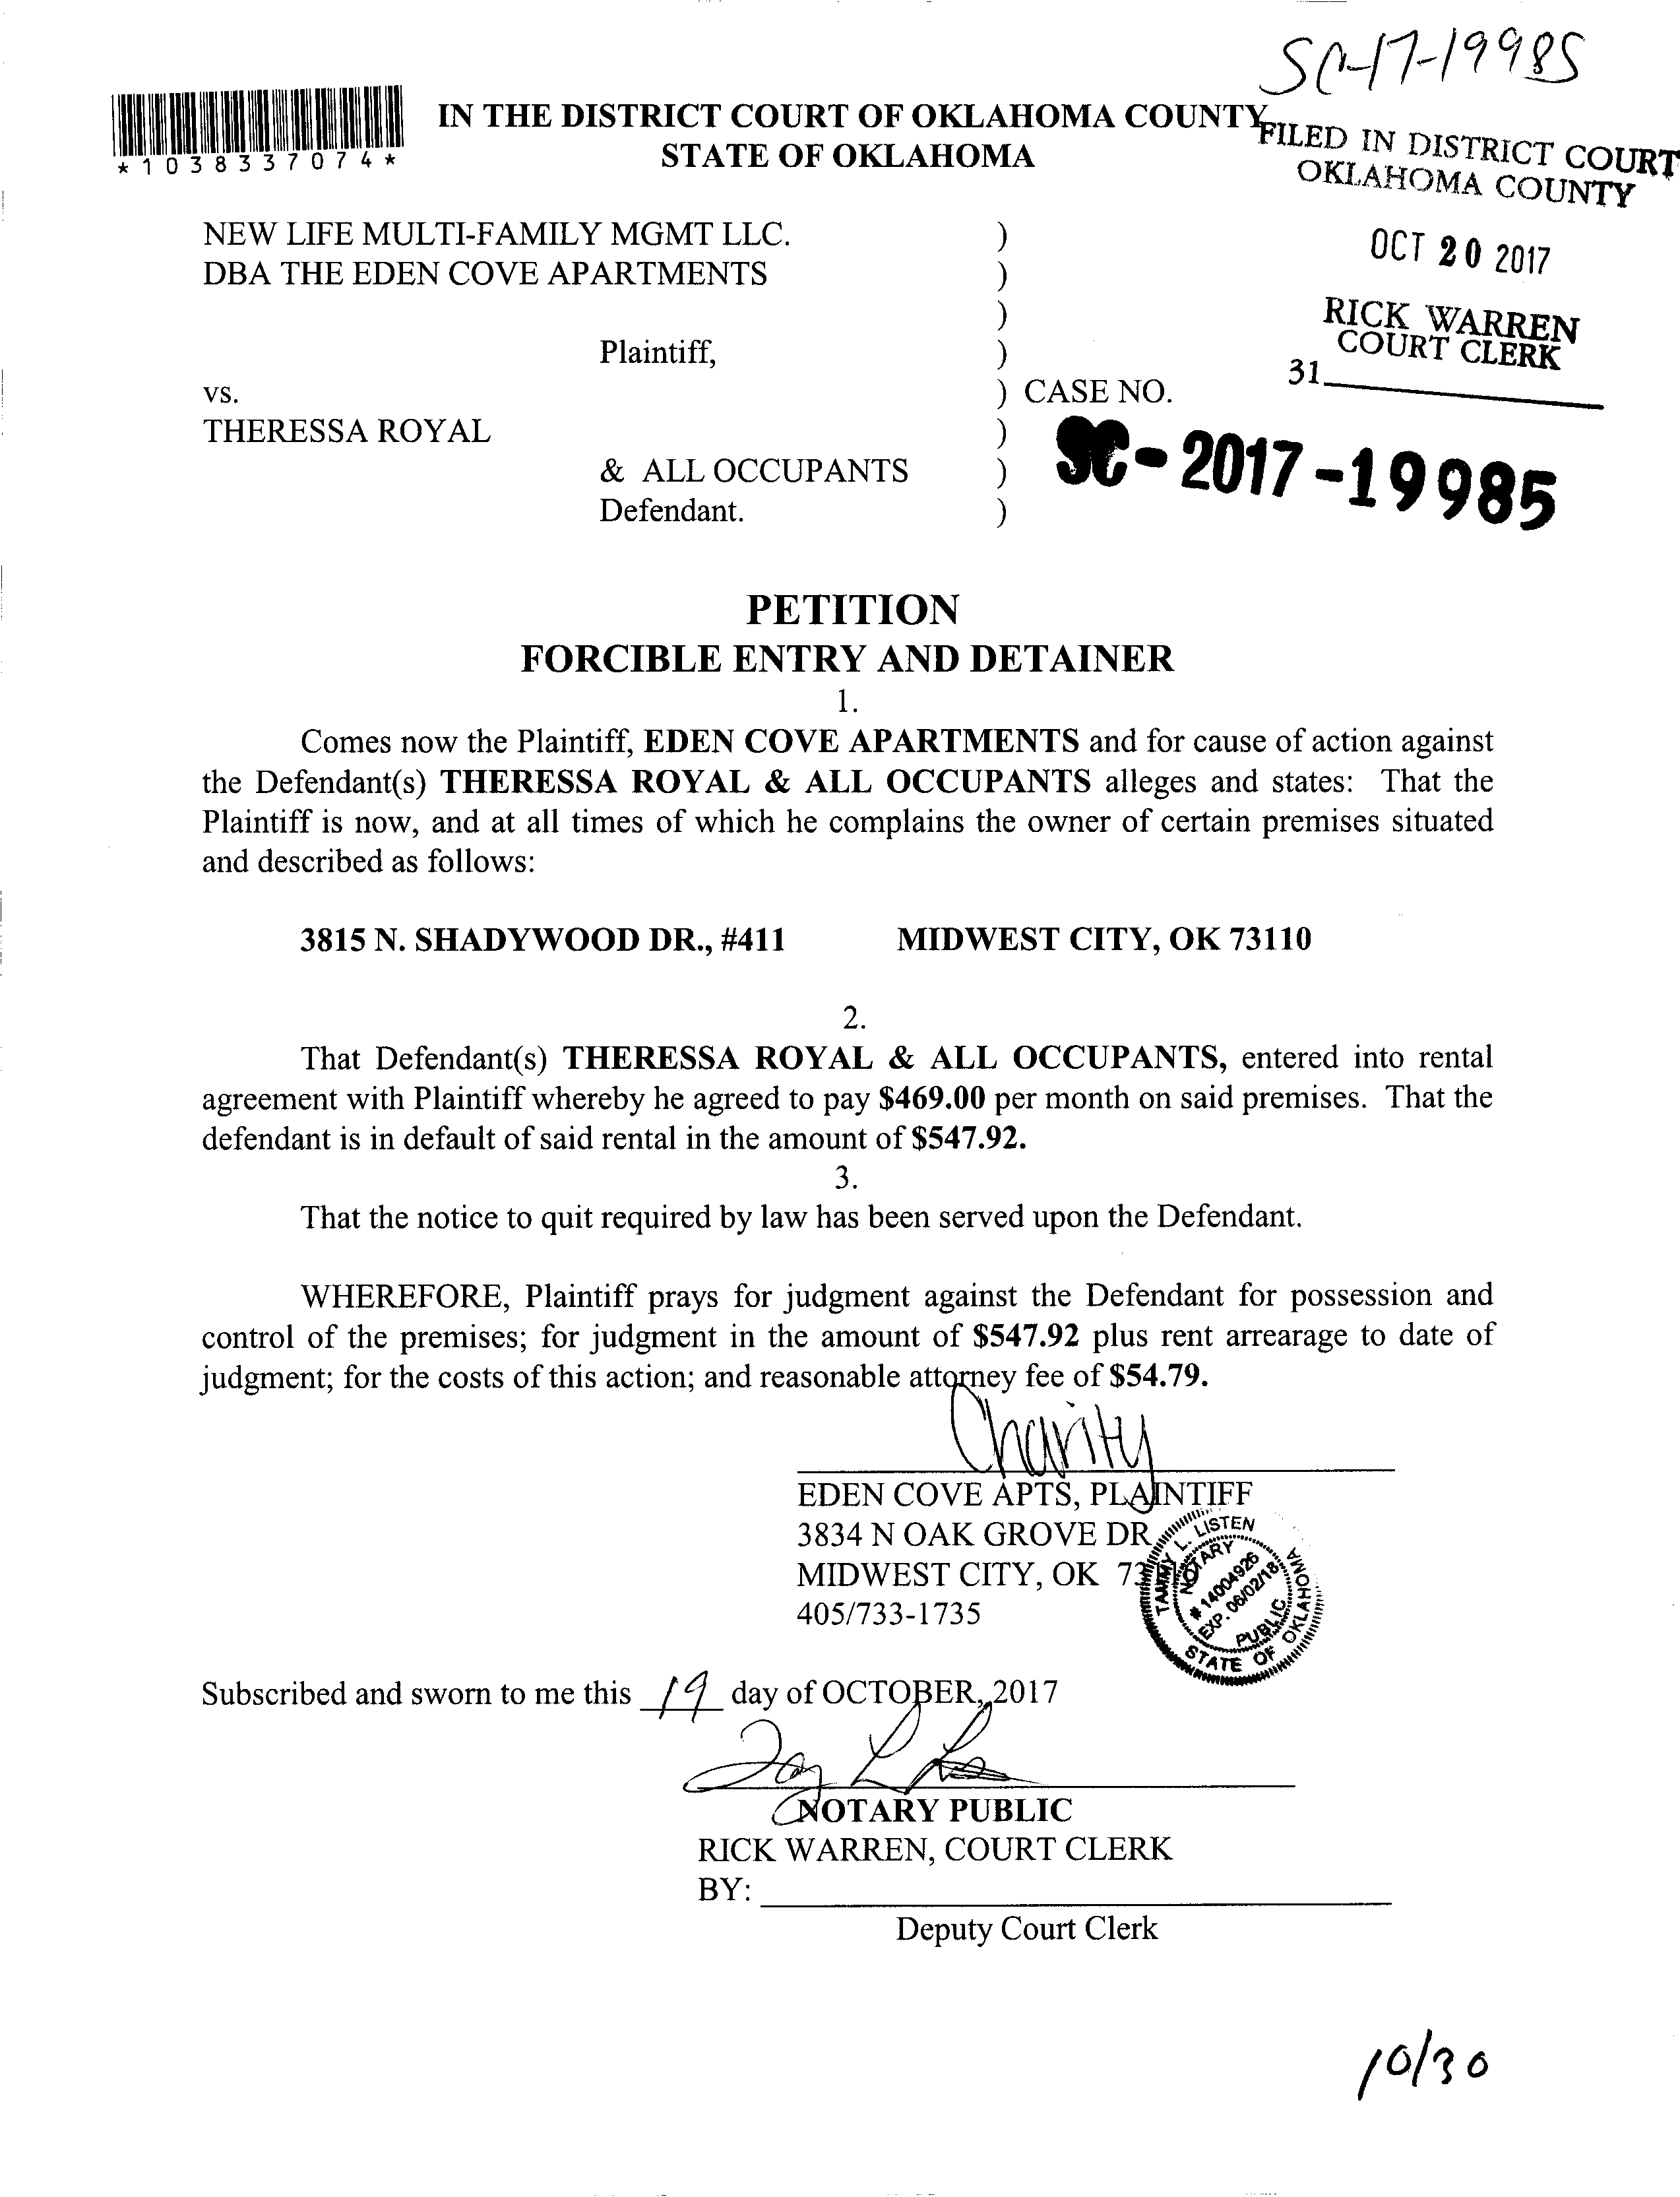 SC-17-19985
*1038337074*
IN THE DISTRICT COURT OF OKLAHOMA COUNTY
STATE OF OKLAHOMA
FILED IN DISTRICT COURT
OKLAHOMA COUNTY
OCT 20 2017
RICK WARREN
COURT CLERK
31
NEW LIFE MULTI-FAMILY MGMT LLC. )
DBA THE EDEN COVE APARTMENTS )
)
Plaintiff, )
vs. ) CASE NO.
THERESSA ROYAL )
& ALL OCCUPANTS )
Defendant. )
SC-2017-19985
PETITION
FORCIBLE ENTRY AND DETAINER
1.
Comes now the Plaintiff, EDEN COVE APARTMENTS and for cause of action against
the Defendant(s) THERESSA ROYAL & ALL OCCUPANTS alleges and states: That the
Plaintiff is now, and at all times of which he complains the owner of certain premises situated
and described as follows:
3815 N. SHADYWOOD DR., #411 MIDWEST CITY, OK 73110
2.
That Defendant(s) THERESSA ROYAL & ALL OCCUPANTS, entered into rental
agreement with Plaintiff whereby he agreed to pay $469.00 per month on said premises. That the
defendant is in default of said rental in the amount of $547.92.
3.
That the notice to quit required by law has been served upon the Defendant.
WHEREFORE, Plaintiff prays for judgment against the Defendant for possession and
control of the premises; for judgment in the amount of $547.92 plus rent arrearage to date of
judgment; for the costs of this action; and reasonable attorney fee of $54.79.
Charity
EDEN COVE APTS, PLAINTIFF
3834 N OAK GROVE DR
MIDWEST CITY, OK
405/733-1735
TAMMY L. LISTEN
NOTARY
# 14004926
EXP. 06/02/18
PUBLIC
STATE OF OKLAHOMA
Subscribed and sworn to me this 19 day of OCTOBER, 2017
NOTARY PUBLIC
RICK WARREN, COURT CLERK
BY:
Deputy Court Clerk
10/30